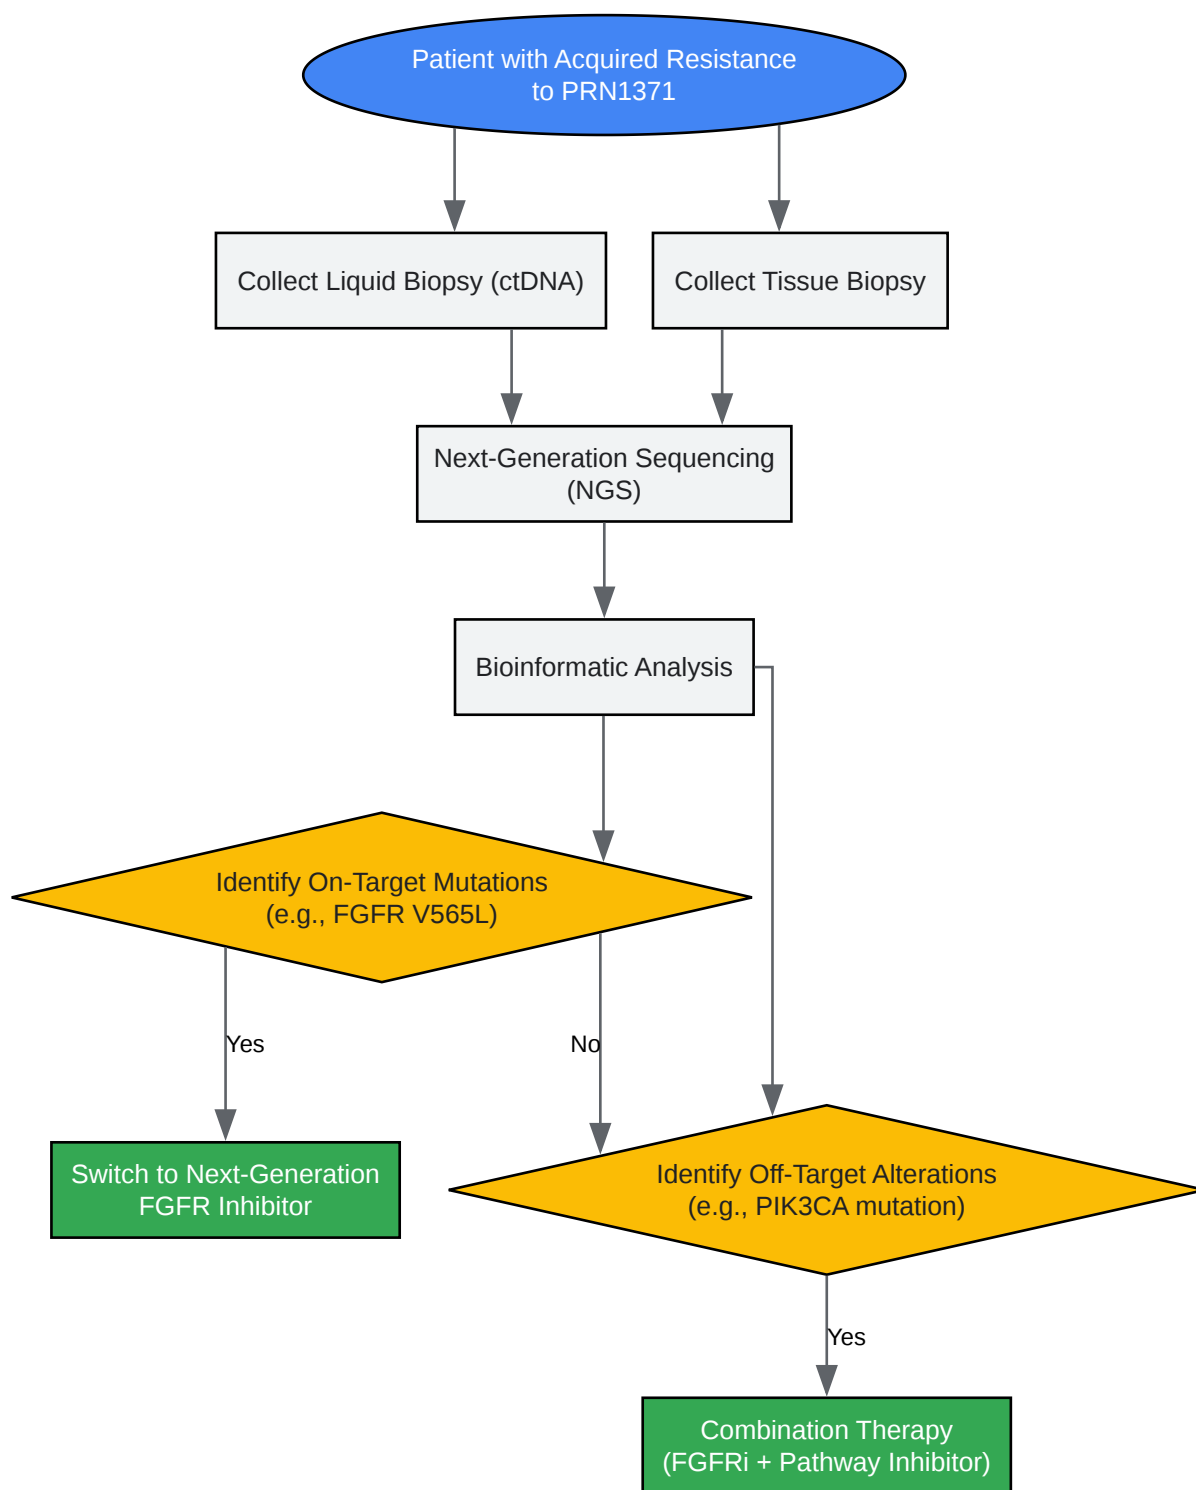 Patient with Acquired Resistance
to PRN1371
Collect Liquid Biopsy (ctDNA)
Collect Tissue Biopsy
Next-Generation Sequencing
(NGS)
Bioinformatic Analysis
Identify On-Target Mutations
(e.g., FGFR V565L)
Yes
No
Switch to Next-Generation
FGFR Inhibitor
Identify Off-Target Alterations
(e.g., PIK3CA mutation)
Yes
Combination Therapy
(FGFRi + Pathway Inhibitor)